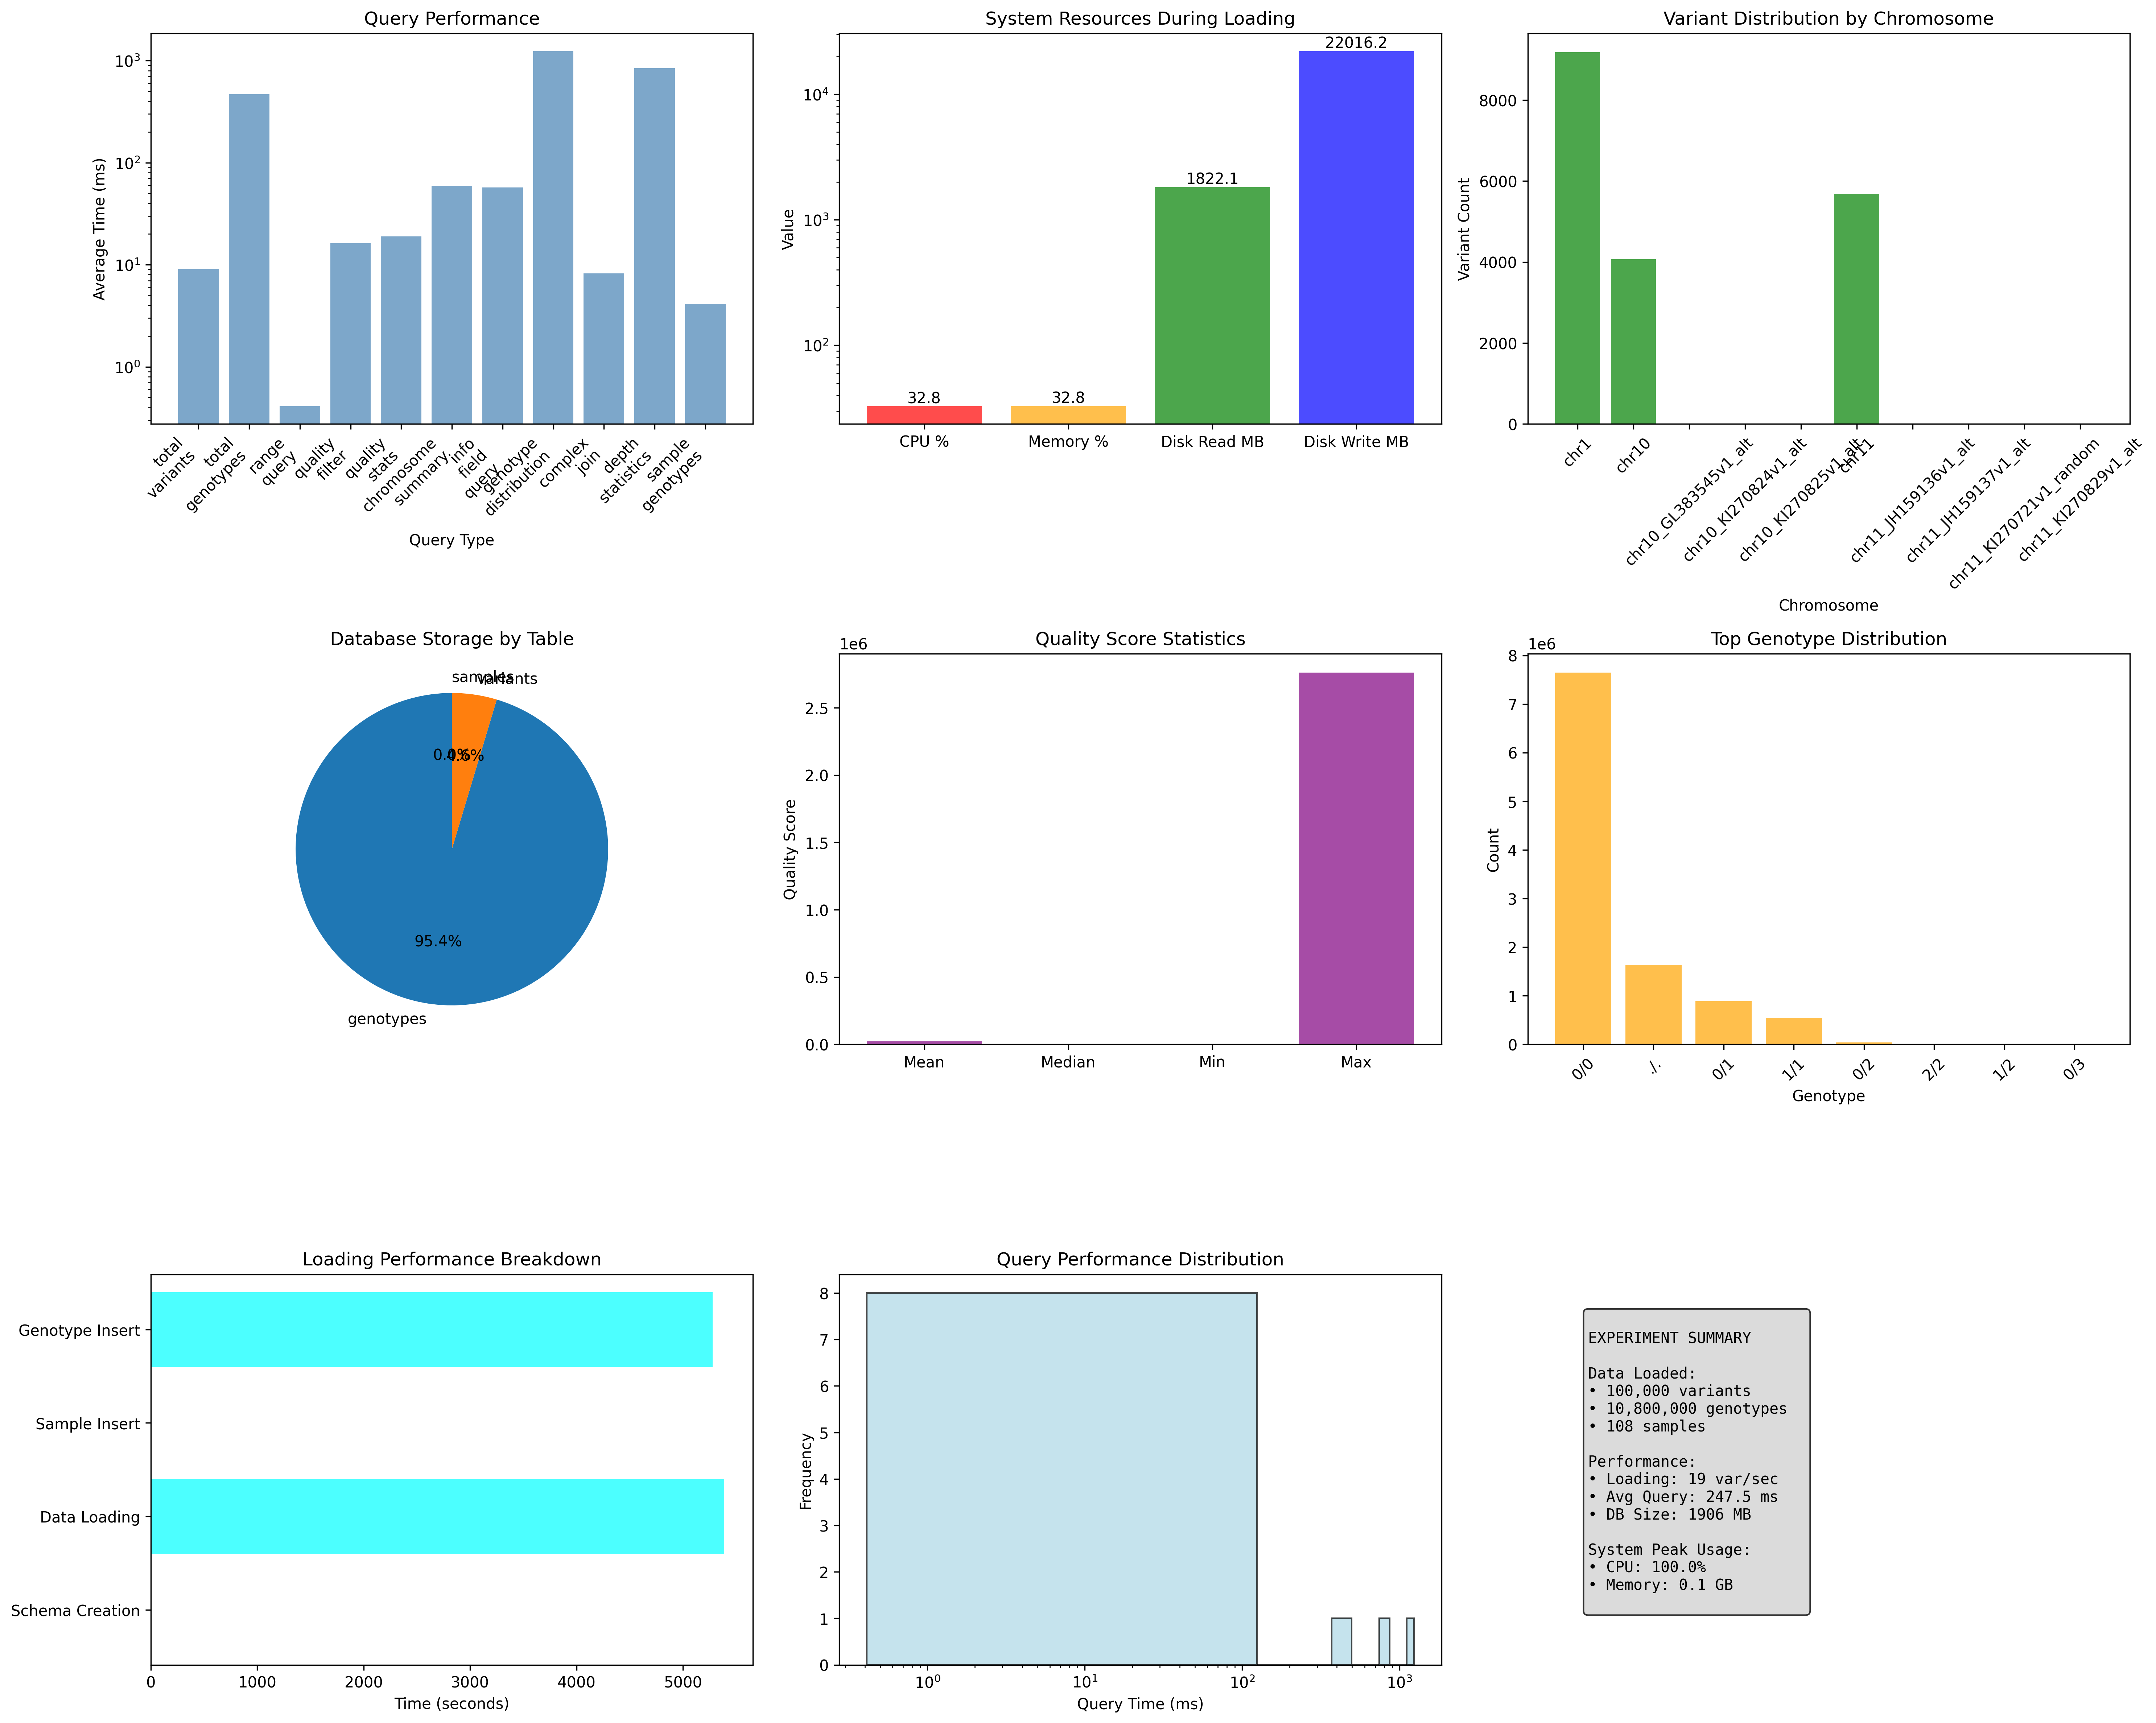 Query Performance
Average Time (ms)
10³
10²
10¹
10⁰
total
variants
total
genotypes
range
query
quality
filter
quality
stats
chromosome
summary
info
field
query
genotype
distribution
complex
join
depth
statistics
sample
genotypes
Query Type
System Resources During Loading
Value
10⁴
10³
10²
32.8
32.8
1822.1
22016.2
CPU %
Memory %
Disk Read MB
Disk Write MB
Variant Distribution by Chromosome
Variant Count
8000
6000
4000
2000
0
chr1
chr10
chr10_GL383545v1_alt
chr10_KI270824v1_alt
chr10_KI270825v1_alt
chr11
chr11_JH159136v1_alt
chr11_JH159137v1_alt
chr11_KI270721v1_random
chr11_KI270829v1_alt
Chromosome
Database Storage by Table
samples
variants
0.0%
4.6%
95.4%
genotypes
Quality Score Statistics
1e6
Quality Score
2.5
2.0
1.5
1.0
0.5
0.0
Mean
Median
Min
Max
Top Genotype Distribution
1e6
Count
8
7
6
5
4
3
2
1
0
0/0
./.
0/1
1/1
0/2
2/2
1/2
0/3
Genotype
Loading Performance Breakdown
Genotype Insert
Sample Insert
Data Loading
Schema Creation
0
1000
2000
3000
4000
5000
Time (seconds)
Query Performance Distribution
Frequency
8
7
6
5
4
3
2
1
0
10⁰
10¹
10²
10³
Query Time (ms)
EXPERIMENT SUMMARY
Data Loaded:
• 100,000 variants
• 10,800,000 genotypes
• 108 samples
Performance:
• Loading: 19 var/sec
• Avg Query: 247.5 ms
• DB Size: 1906 MB
System Peak Usage:
• CPU: 100.0%
• Memory: 0.1 GB